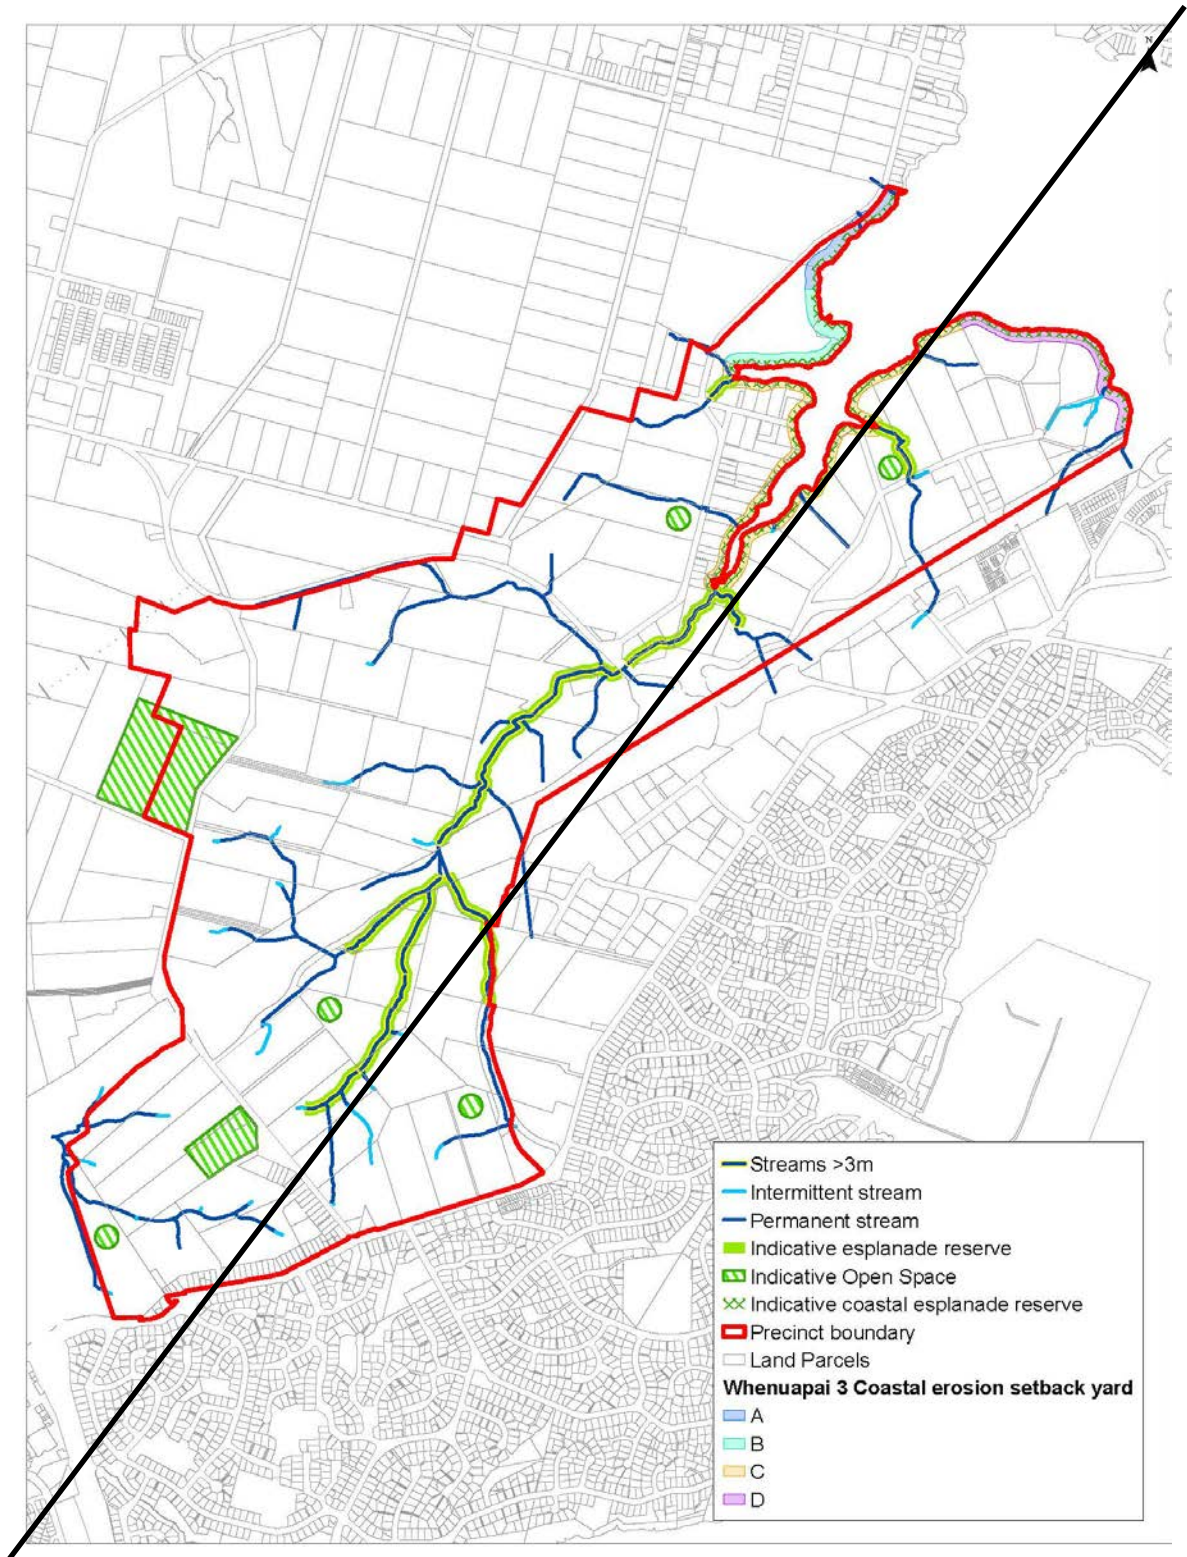 N
Streams >3m
Intermittent stream
Permanent stream
Indicative esplanade reserve
Indicative Open Space
Indicative coastal esplanade reserve
Precinct boundary
Land Parcels
Whenuapai 3 Coastal erosion setback yard
A
B
C
D